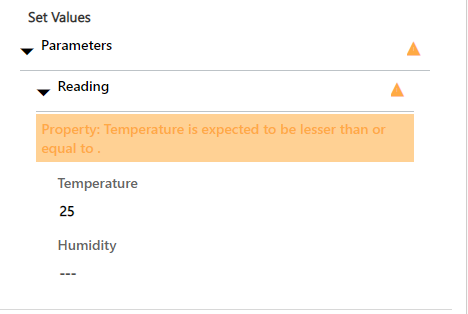 Set Values
Parameters
Reading
Property: Temperature is expected to be lesser than or
equal to .
Temperature
25
Humidity
---